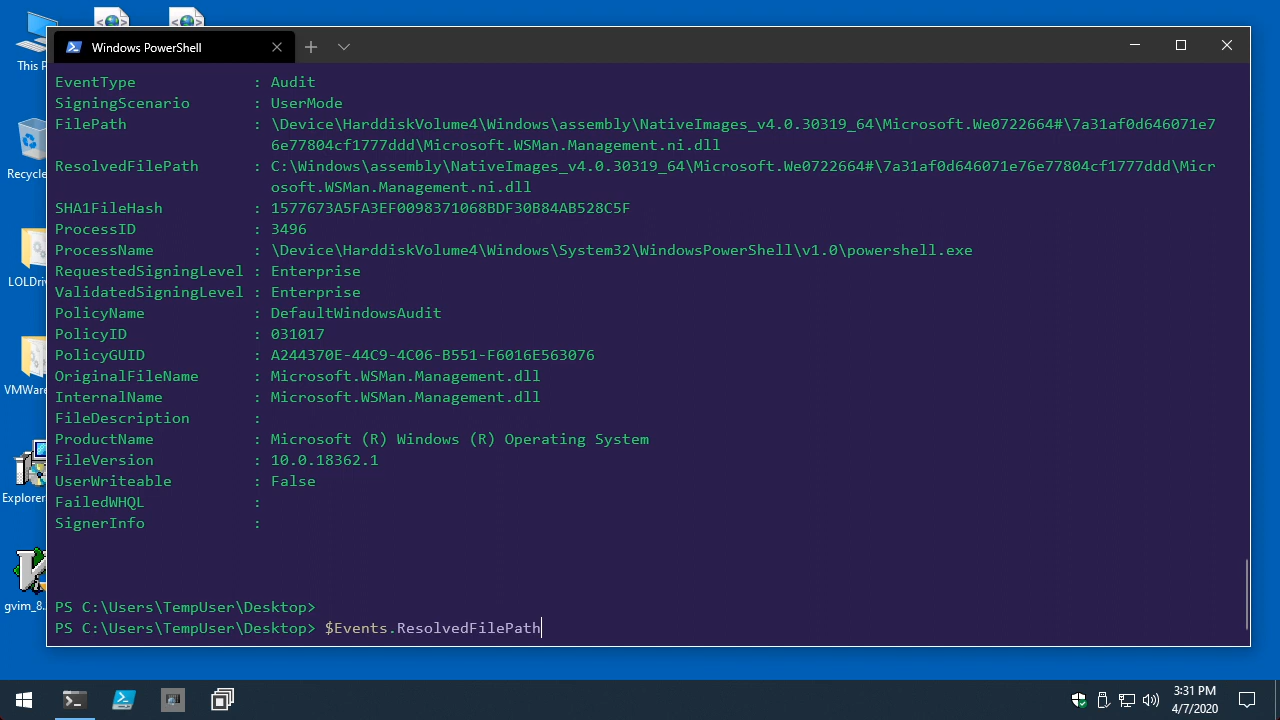 Windows PowerShell
This P
Recycle
LOLDriv
VMWare
Explorer
gvim_8.
EventType : Audit
SigningScenario : UserMode
FilePath : \Device\HarddiskVolume4\Windows\assembly\NativeImages_v4.0.30319_64\Microsoft.We0722664#\7a31af0d646071e7
6e77804cf1777ddd\Microsoft.WSMan.Management.ni.dll
ResolvedFilePath : C:\Windows\assembly\NativeImages_v4.0.30319_64\Microsoft.We0722664#\7a31af0d646071e76e77804cf1777ddd\Micr
osoft.WSMan.Management.ni.dll
SHA1FileHash : 1577673A5FA3EF0098371068BDF30B84AB528C5F
ProcessID : 3496
ProcessName : \Device\HarddiskVolume4\Windows\System32\WindowsPowerShell\v1.0\powershell.exe
RequestedSigningLevel : Enterprise
ValidatedSigningLevel : Enterprise
PolicyName : DefaultWindowsAudit
PolicyID : 031017
PolicyGUID : A244370E-44C9-4C06-B551-F6016E563076
OriginalFileName : Microsoft.WSMan.Management.dll
InternalName : Microsoft.WSMan.Management.dll
FileDescription :
ProductName : Microsoft (R) Windows (R) Operating System
FileVersion : 10.0.18362.1
UserWriteable : False
FailedWHQL :
SignerInfo :
PS C:\Users\TempUser\Desktop>
PS C:\Users\TempUser\Desktop> $Events.ResolvedFilePath
3:31 PM
4/7/2020